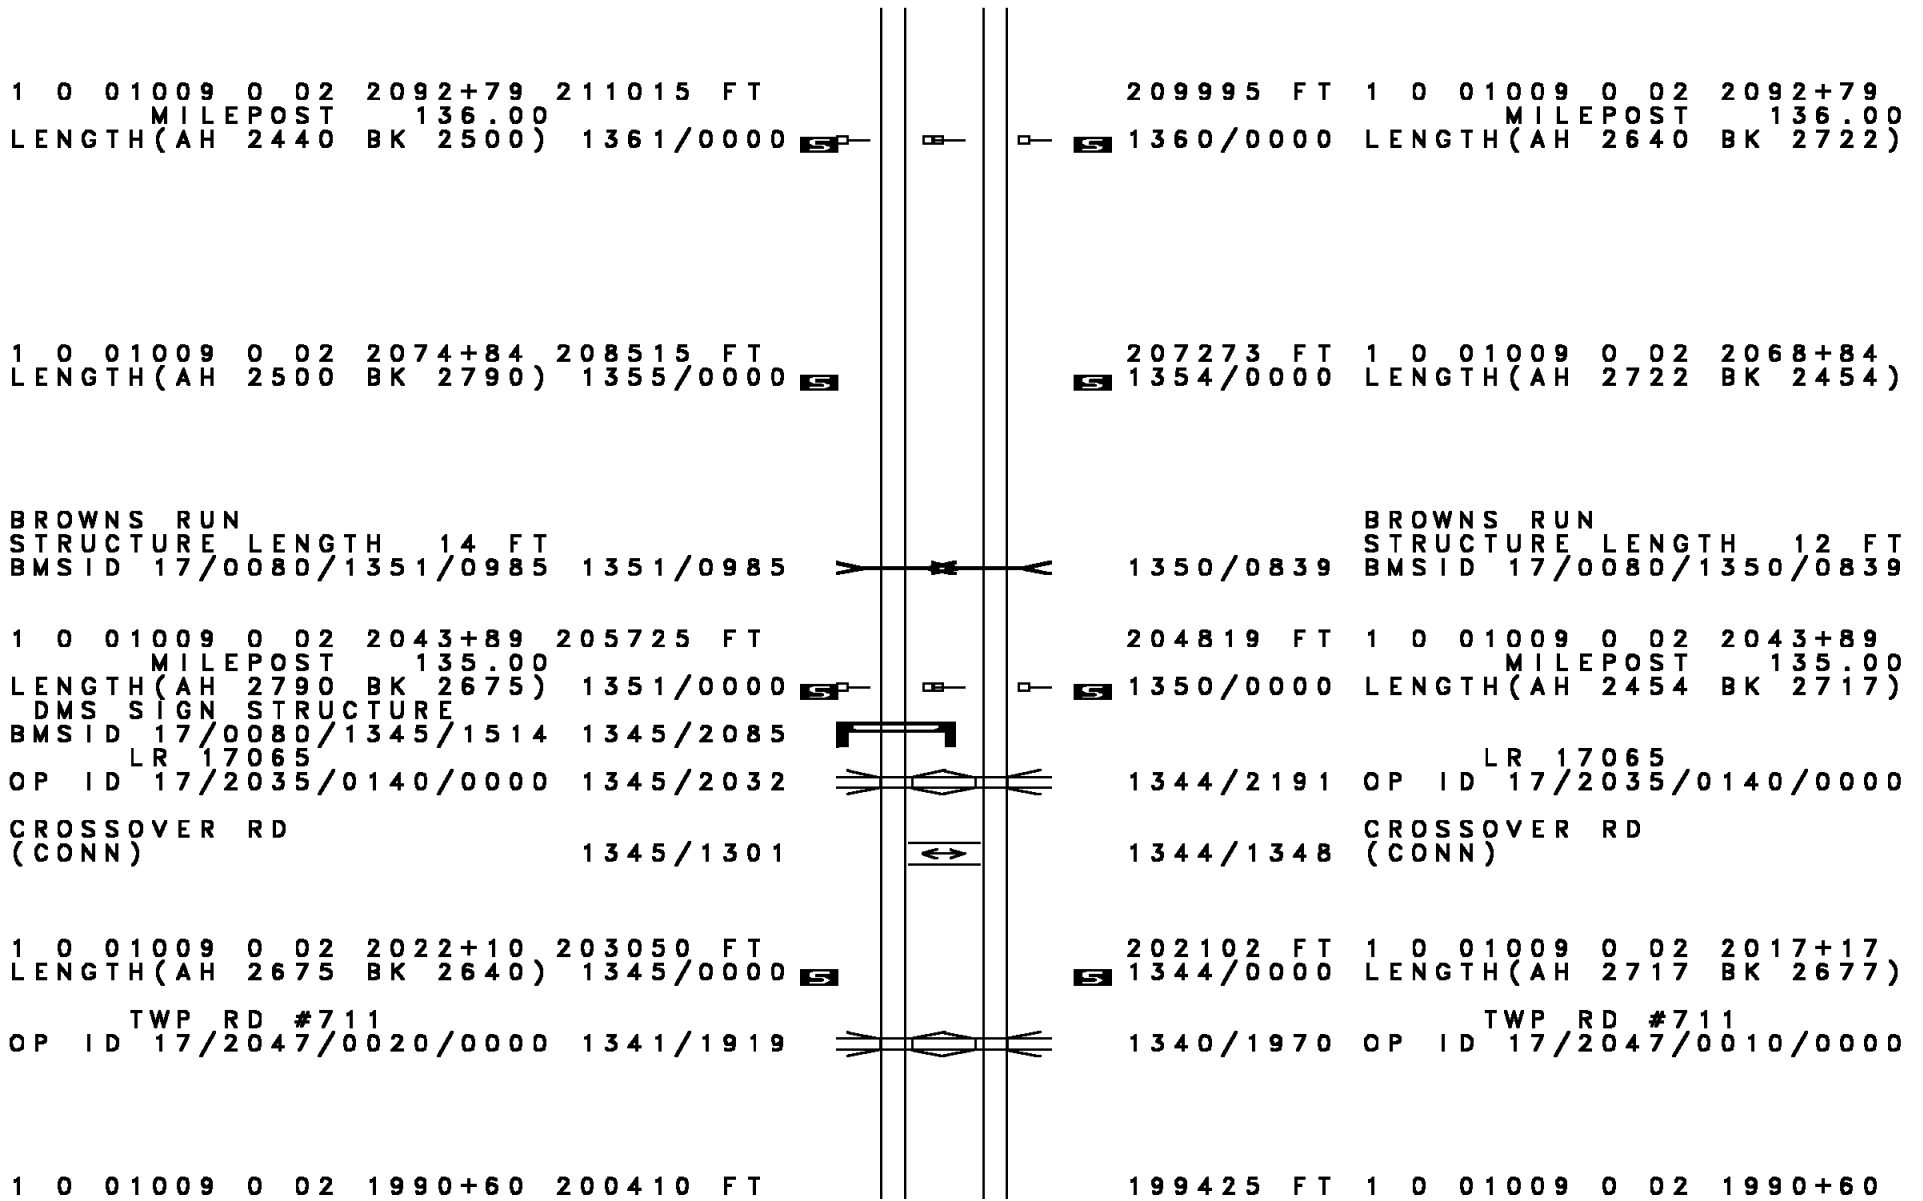 1 0 01009 0 02 2092+79 211015 FT
MILEPOST 136.00
LENGTH(AH 2440 BK 2500) 1361/0000 S
209995 FT 1 0 01009 0 02 2092+79
MILEPOST 136.00
S 1360/0000 LENGTH(AH 2640 BK 2722)
1 0 01009 0 02 2074+84 208515 FT
LENGTH(AH 2500 BK 2790) 1355/0000 S
207273 FT 1 0 01009 0 02 2068+84
S 1354/0000 LENGTH(AH 2722 BK 2454)
BROWNS RUN
STRUCTURE LENGTH 14 FT
BMSID 17/0080/1351/0985 1351/0985
BROWNS RUN
STRUCTURE LENGTH 12 FT
1350/0839 BMSID 17/0080/1350/0839
1 0 01009 0 02 2043+89 205725 FT
MILEPOST 135.00
LENGTH(AH 2790 BK 2675) 1351/0000 S
204819 FT 1 0 01009 0 02 2043+89
MILEPOST 135.00
S 1350/0000 LENGTH(AH 2454 BK 2717)
DMS SIGN STRUCTURE
BMSID 17/0080/1345/1514 1345/2085
LR 17065
OP ID 17/2035/0140/0000 1345/2032
LR 17065
1344/2191 OP ID 17/2035/0140/0000
CROSSOVER RD
(CONN) 1345/1301
CROSSOVER RD
1344/1348 (CONN)
1 0 01009 0 02 2022+10 203050 FT
LENGTH(AH 2675 BK 2640) 1345/0000 S
202102 FT 1 0 01009 0 02 2017+17
S 1344/0000 LENGTH(AH 2717 BK 2677)
TWP RD #711
OP ID 17/2047/0020/0000 1341/1919
TWP RD #711
1340/1970 OP ID 17/2047/0010/0000
1 0 01009 0 02 1990+60 200410 FT
199425 FT 1 0 01009 0 02 1990+60